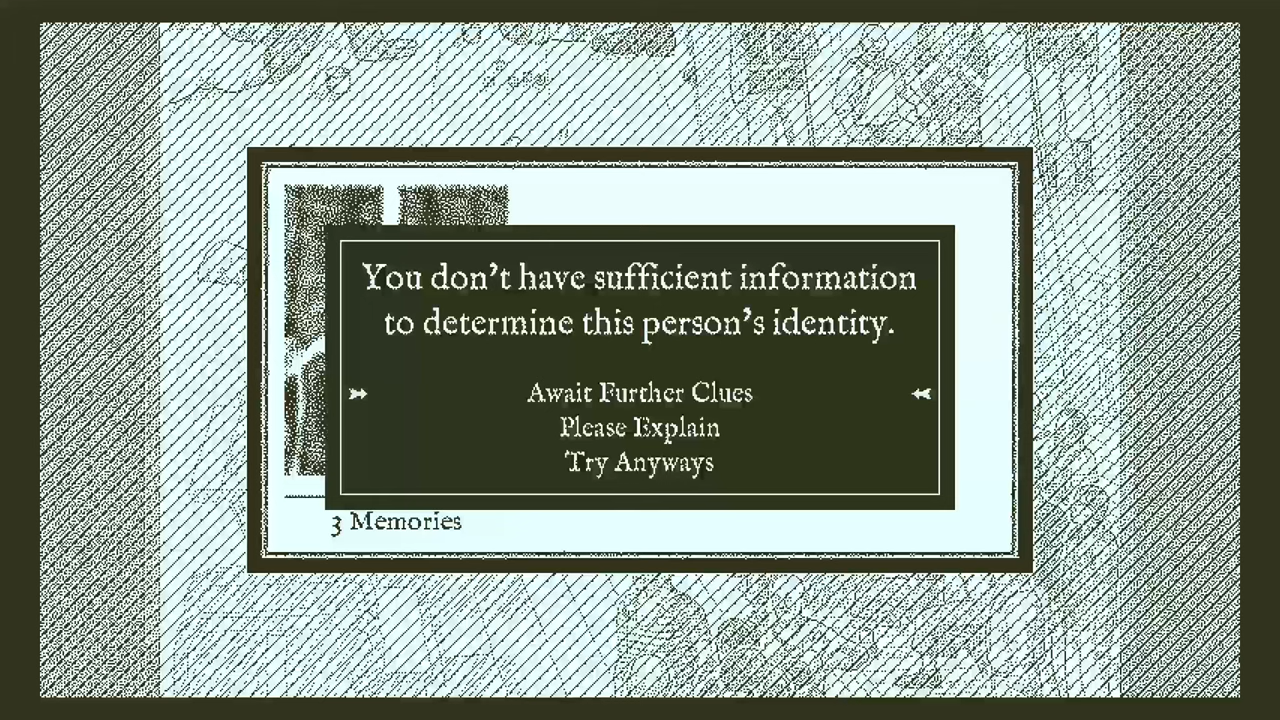 You don't have sufficient information
to determine this person's identity.
Await Further Clues
Please Explain
Try Anyways
3 Memories